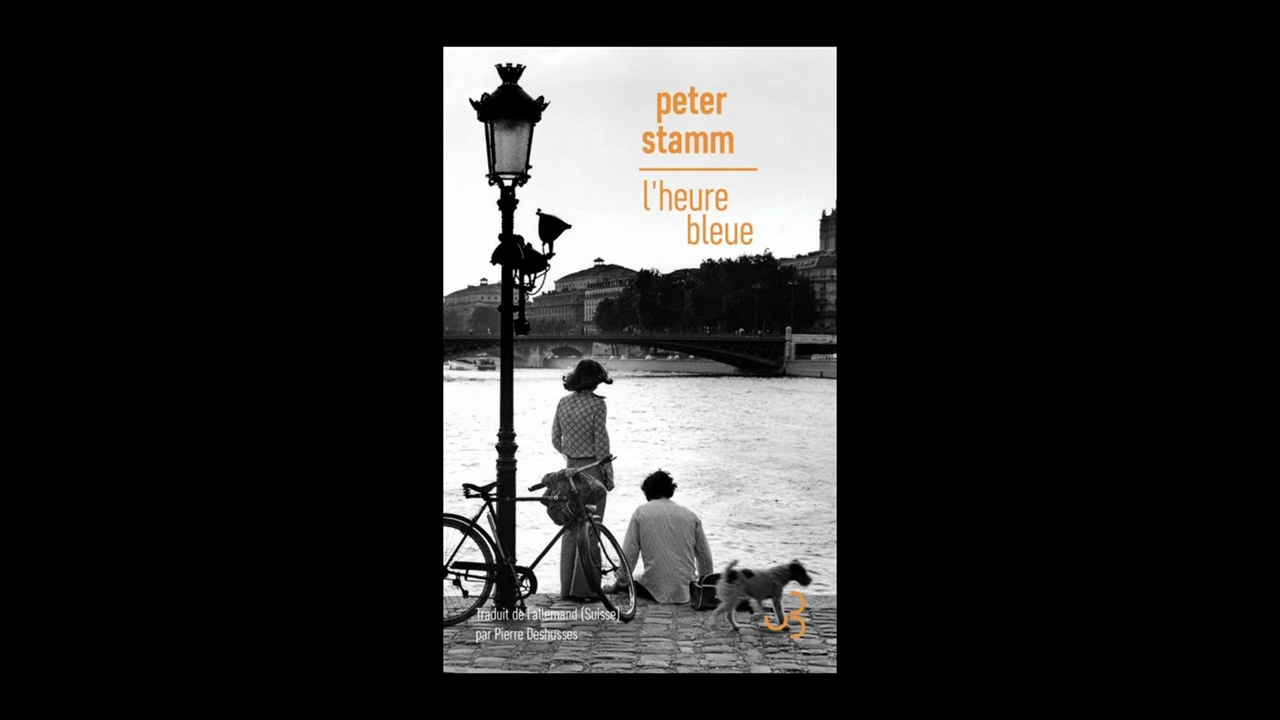 peter
stamm
l'heure
bleue
Traduit de l'allemand (Suisse)
par Pierre Deshusses